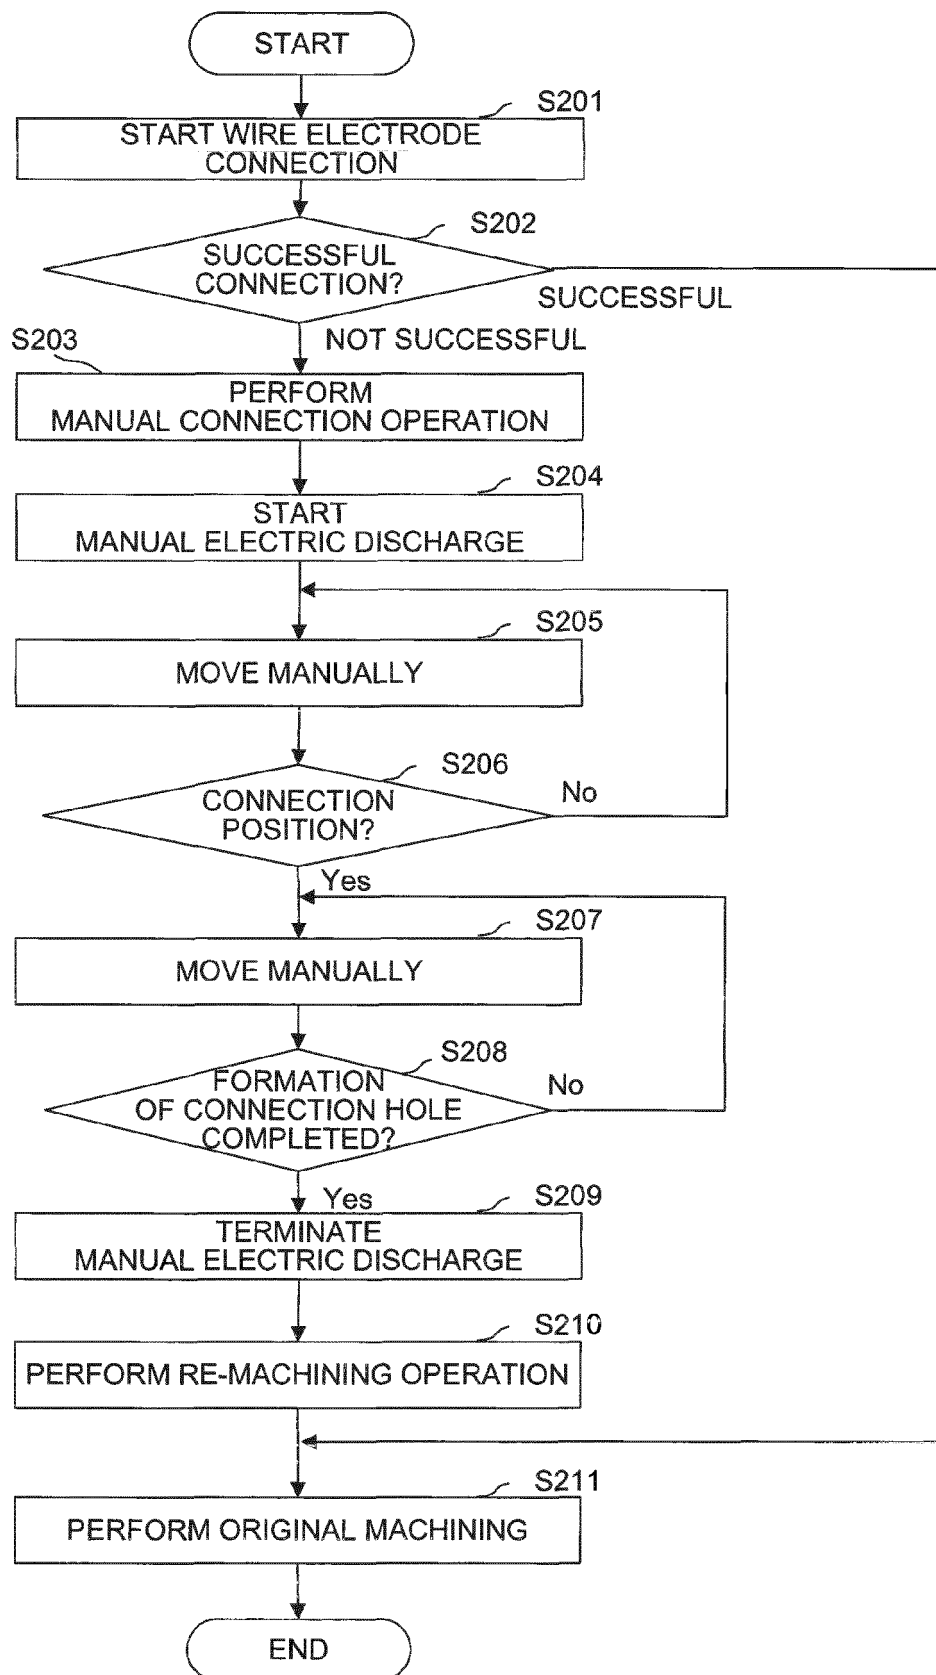 START
S201
START WIRE ELECTRODE
CONNECTION
S202
SUCCESSFUL
CONNECTION?
SUCCESSFUL
NOT SUCCESSFUL
S203
PERFORM
MANUAL CONNECTION OPERATION
S204
START
MANUAL ELECTRIC DISCHARGE
S205
MOVE MANUALLY
S206
CONNECTION
POSITION?
No
Yes
S207
MOVE MANUALLY
S208
FORMATION
OF CONNECTION HOLE
COMPLETED?
No
Yes
S209
TERMINATE
MANUAL ELECTRIC DISCHARGE
S210
PERFORM RE-MACHINING OPERATION
S211
PERFORM ORIGINAL MACHINING
END